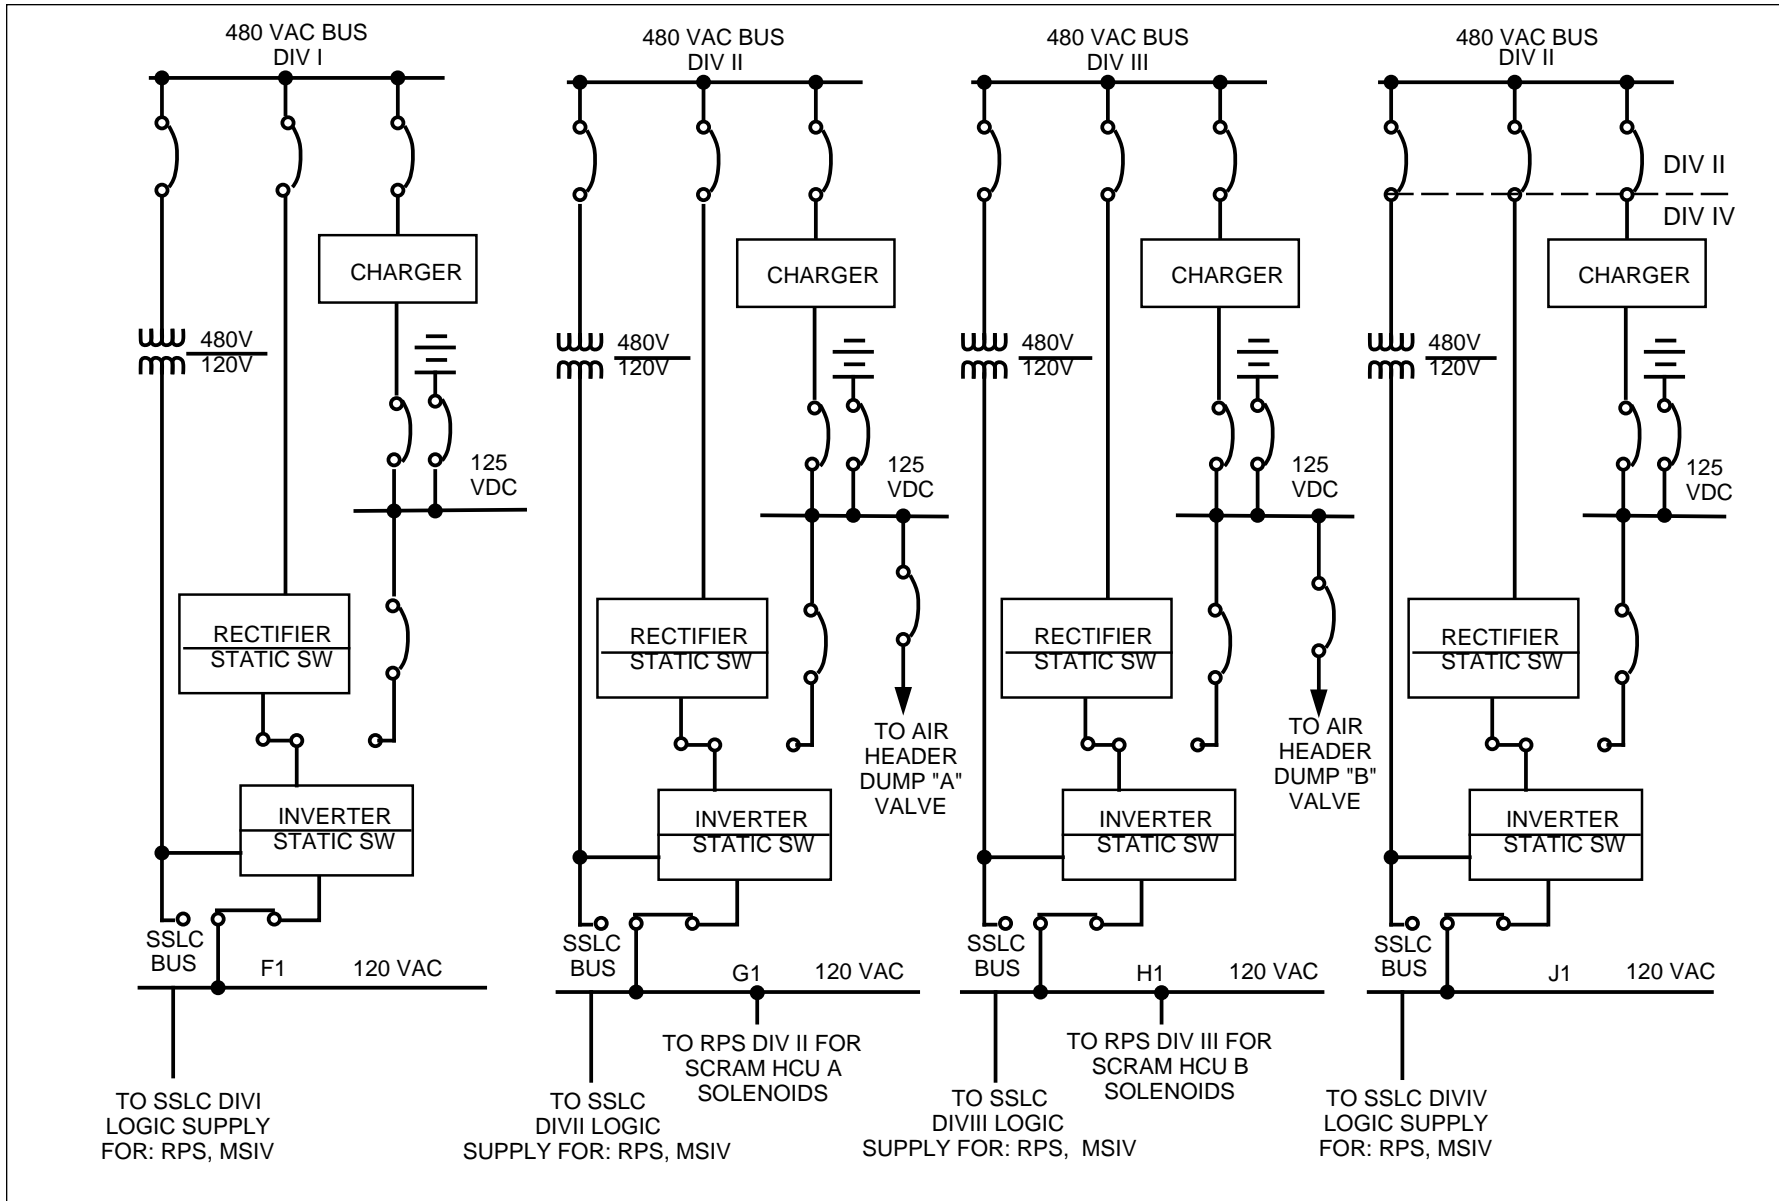 480 VAC BUS
DIV I
480 VAC BUS
DIV II
480 VAC BUS
DIV III
480 VAC BUS
DIV II
DIV II
DIV IV
CHARGER
CHARGER
CHARGER
CHARGER
480V
120V
480V
120V
480V
120V
480V
120V
125
VDC
125
VDC
125
VDC
125
VDC
RECTIFIER
STATIC SW
RECTIFIER
STATIC SW
RECTIFIER
STATIC SW
RECTIFIER
STATIC SW
TO AIR
HEADER
DUMP "A"
VALVE
TO AIR
HEADER
DUMP "B"
VALVE
INVERTER
STATIC SW
INVERTER
STATIC SW
INVERTER
STATIC SW
INVERTER
STATIC SW
SSLC
BUS
F1
120 VAC
SSLC
BUS
G1
120 VAC
SSLC
BUS
H1
120 VAC
SSLC
BUS
J1
120 VAC
TO RPS DIV II FOR
SCRAM HCU A
SOLENOIDS
TO RPS DIV III FOR
SCRAM HCU B
SOLENOIDS
TO SSLC DIVI
LOGIC SUPPLY
FOR: RPS, MSIV
TO SSLC
DIVII LOGIC
SUPPLY FOR: RPS, MSIV
TO SSLC
DIVIII LOGIC
SUPPLY FOR: RPS, MSIV
TO SSLC DIVIV
LOGIC SUPPLY
FOR: RPS, MSIV